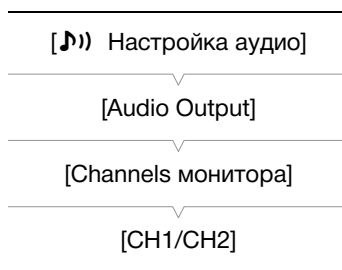 [♪)) Настройка аудио]
[Audio Output]
[Channels монитора]
[CH1/CH2]